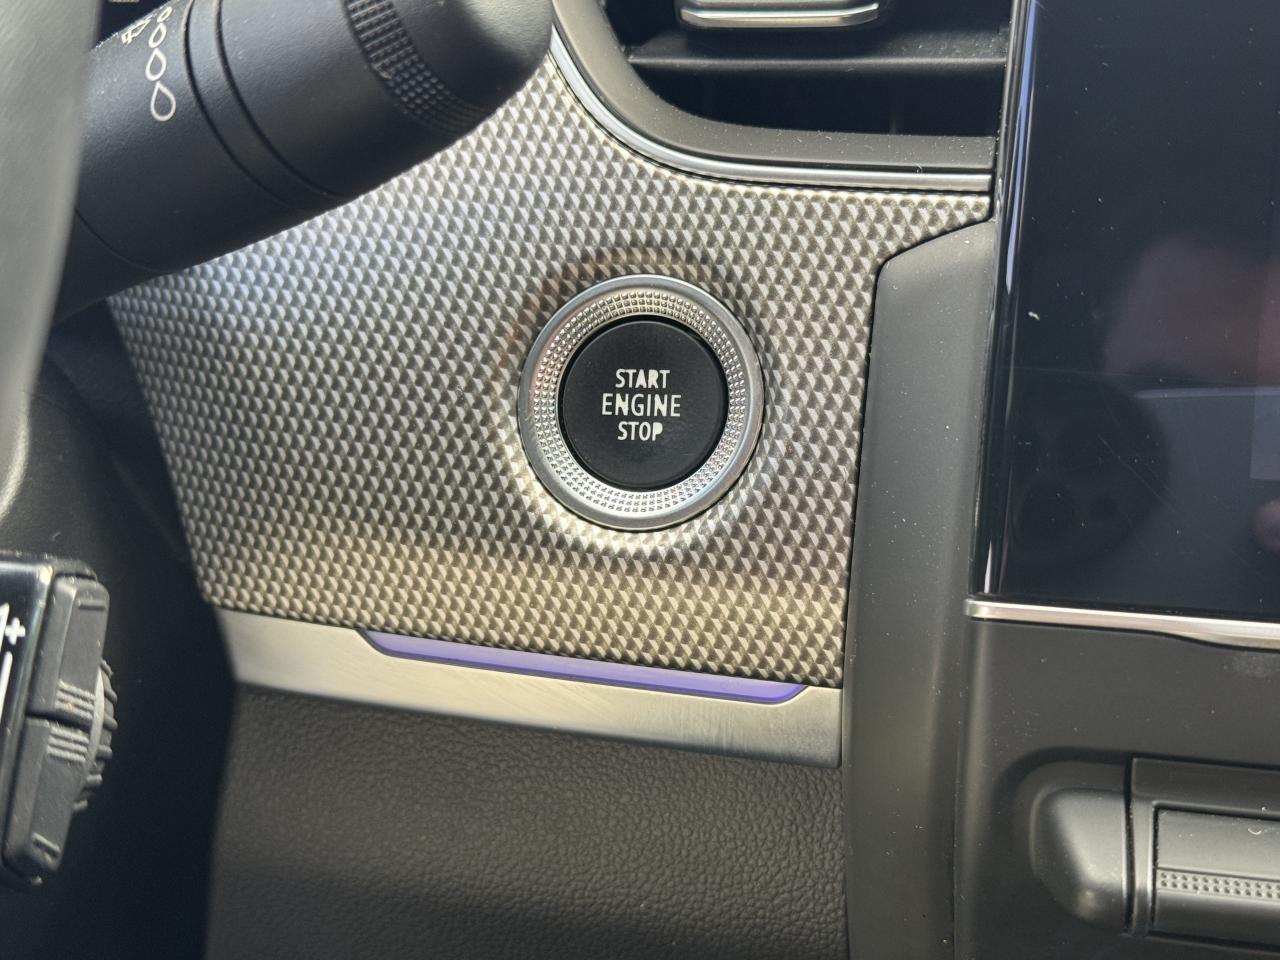 START
ENGINE
STOP
+